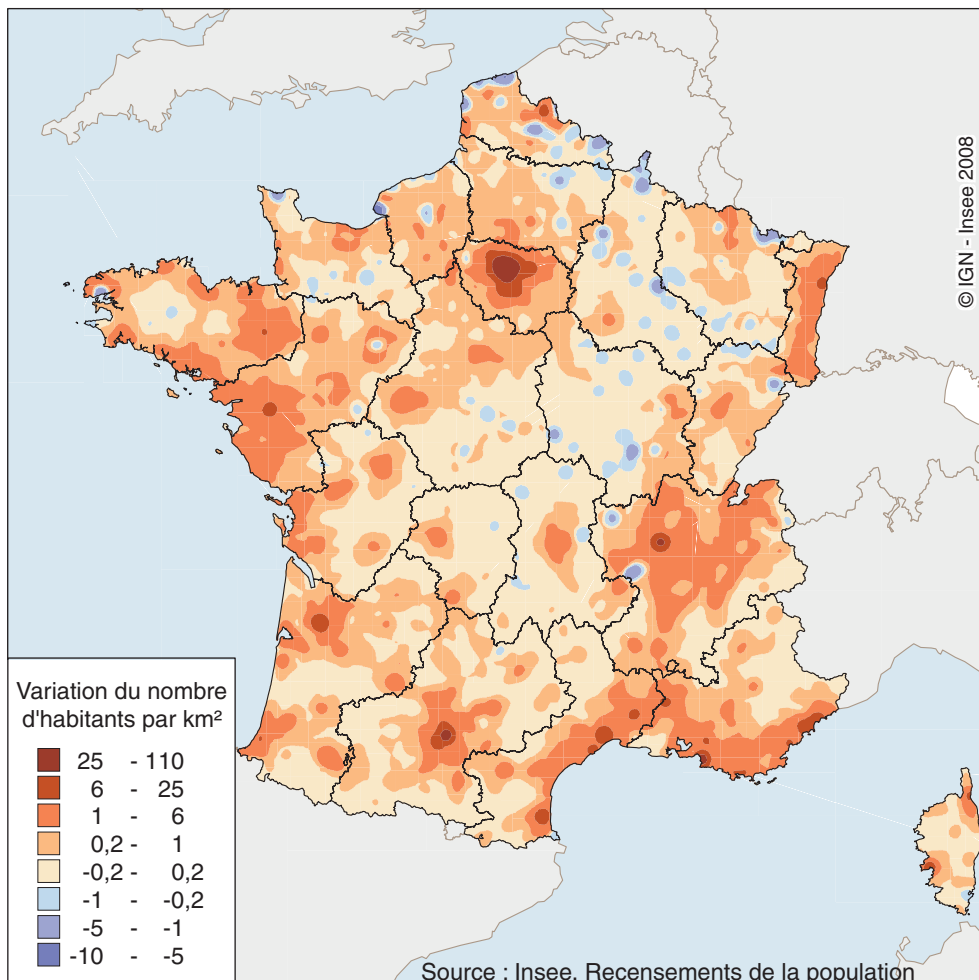 © IGN - Insee 2008
Variation du nombre
d'habitants par km²
25 - 110
6 - 25
1 - 6
0,2 - 1
-0,2 - 0,2
-1 - -0,2
-5 - -1
-10 - -5
Source : Insee, Recensements de la population